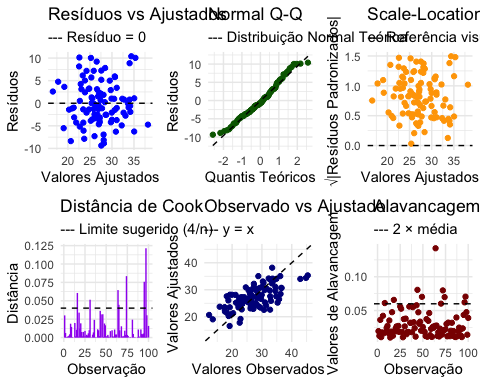 Resíduos vs Ajustados
--- Resíduo = 0
Resíduos
10
5
0
-5
-10
20 25 30 35
Valores Ajustados
Normal Q-Q
--- Distribuição Normal Teórica
Resíduos
10
5
0
-5
-10
-2 -1 0 1 2
Quantis Teóricos
Scale-Location
--- Referência vis
√|Resíduos Padronizados|
1.5
1.0
0.5
0.0
20 25 30 35
Valores Ajustados
Distância de Cook
--- Limite sugerido (4/n)
Distância
0.125
0.100
0.075
0.050
0.025
0.000
0 25 50 75 100
Observação
Observado vs Ajustado
--- y = x
Valores Ajustados
40
30
20
20 30 40
Valores Observados
Alavancagem
--- 2 × média
Valores de Alavancagem
0.10
0.05
0 25 50 75 100
Observação